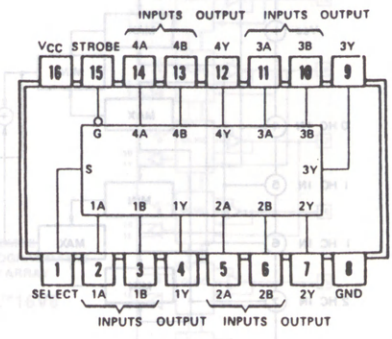 INPUTS OUTPUT INPUTS OUTPUT
VCC STROBE 4A 4B 4Y 3A 3B 3Y
16 15 14 13 12 11 10 9
G 4A 4B 4Y 3A 3B
S 3Y
1A 1B 1Y 2A 2B 2Y
1 2 3 4 5 6 7 8
SELECT 1A 1B 1Y 2A 2B 2Y GND
INPUTS OUTPUT INPUTS OUTPUT